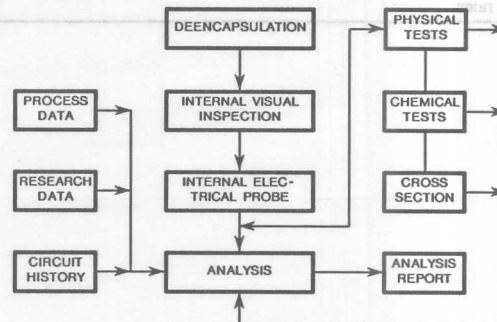 DEENCAPSULATION
PHYSICAL
TESTS
PROCESS
DATA
INTERNAL VISUAL
INSPECTION
CHEMICAL
TESTS
RESEARCH
DATA
INTERNAL ELEC-
TRICAL PROBE
CROSS
SECTION
CIRCUIT
HISTORY
ANALYSIS
ANALYSIS
REPORT